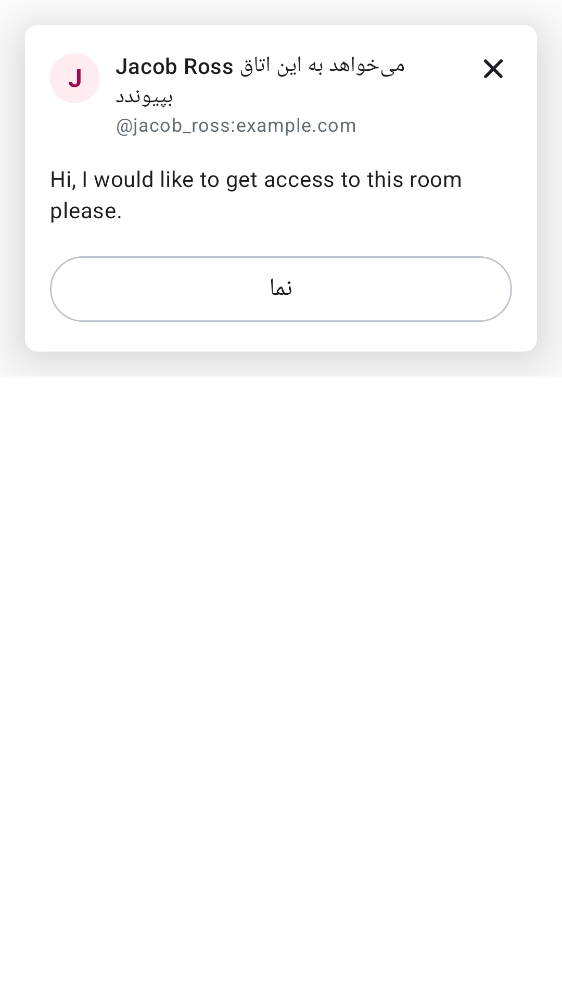 J
Jacob Ross می‌خواهد به این اتاق
بپیوندد
@jacob_ross:example.com
Hi, I would like to get access to this room
please.
نما